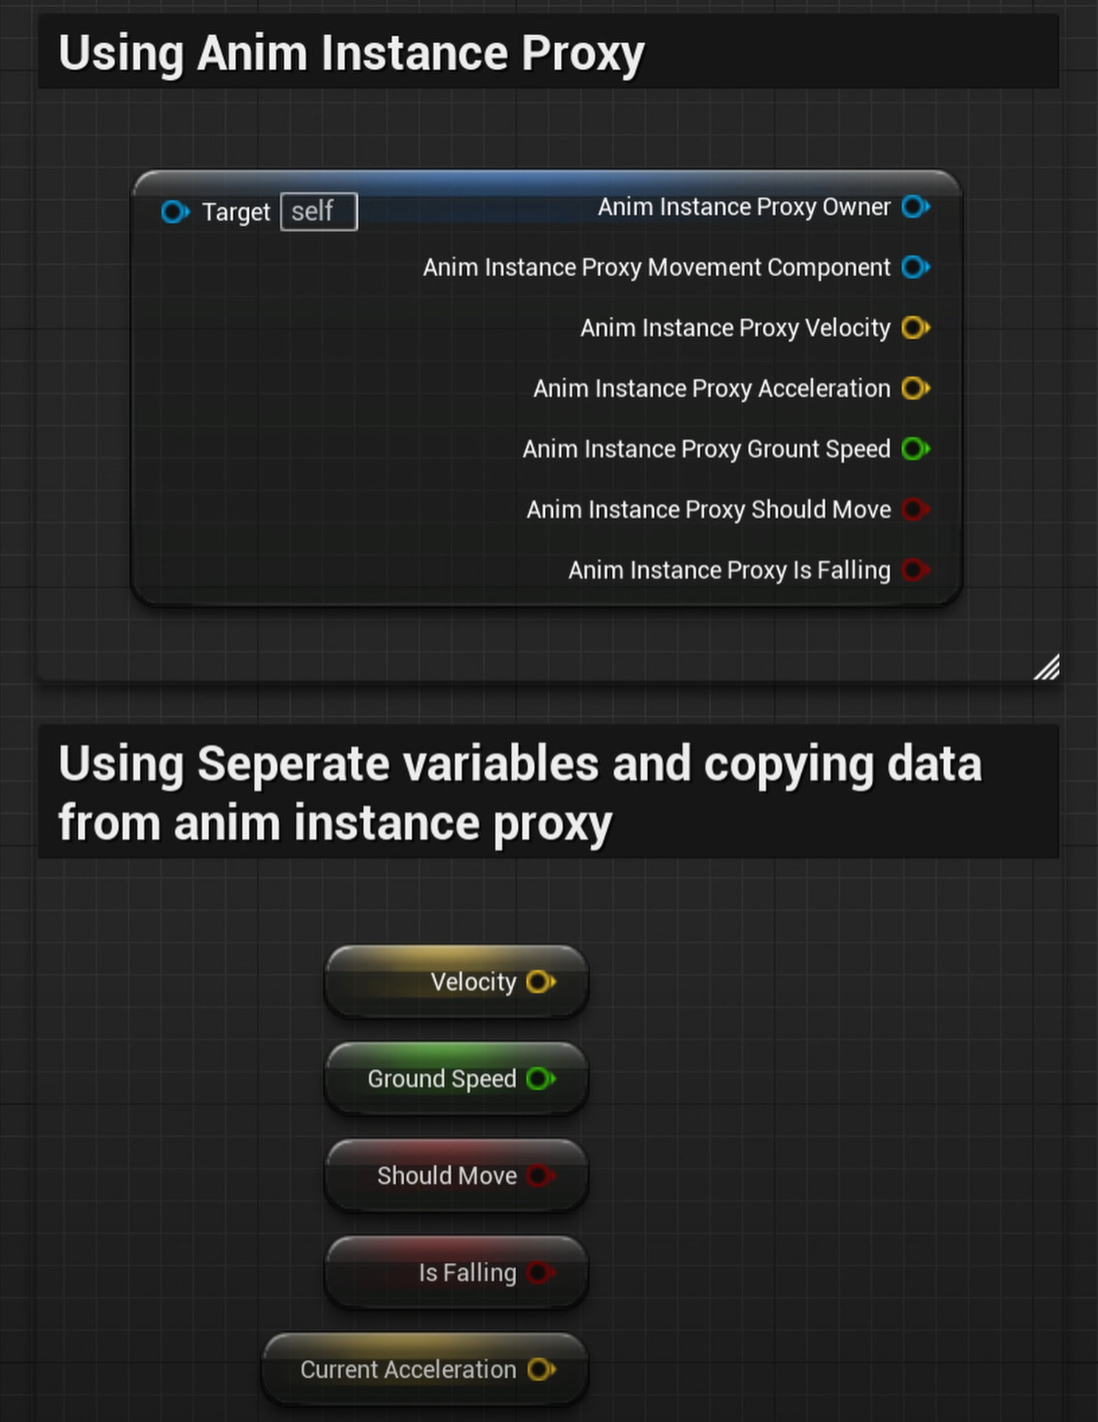 Using Anim Instance Proxy
Target self
Anim Instance Proxy Owner
Anim Instance Proxy Movement Component
Anim Instance Proxy Velocity
Anim Instance Proxy Acceleration
Anim Instance Proxy Grount Speed
Anim Instance Proxy Should Move
Anim Instance Proxy Is Falling
Using Seperate variables and copying data
from anim instance proxy
Velocity
Ground Speed
Should Move
Is Falling
Current Acceleration